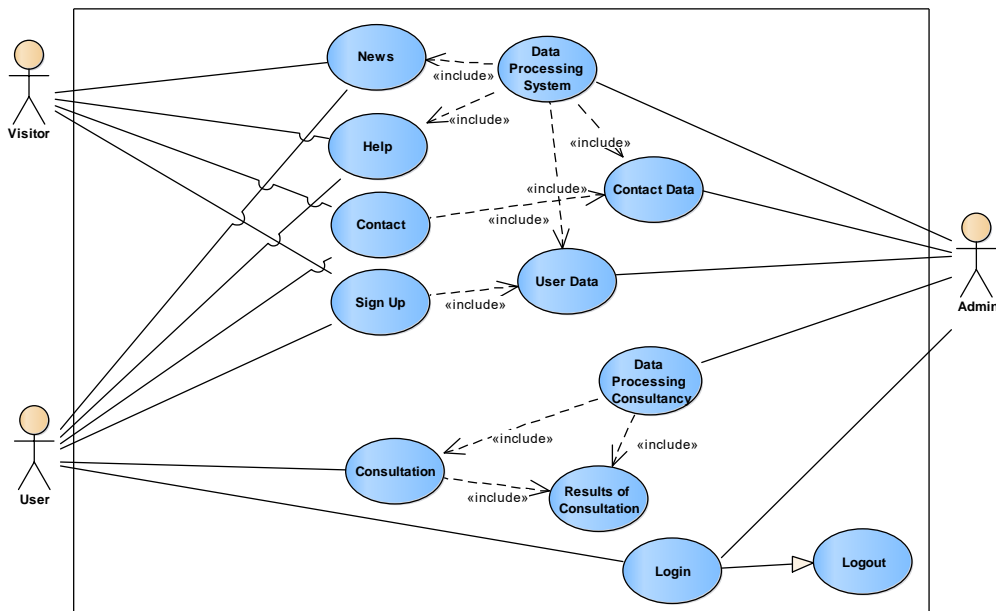 News
Data
Processing
System
«include»
Visitor
«include»
«include»
Help
«include»
Contact Data
«include»
Contact
«include»
User Data
Sign Up
«include»
Admin
Data
Processing
Consultancy
«include»
«include»
Consultation
User
«include»
Results of
Consultation
Login
Logout